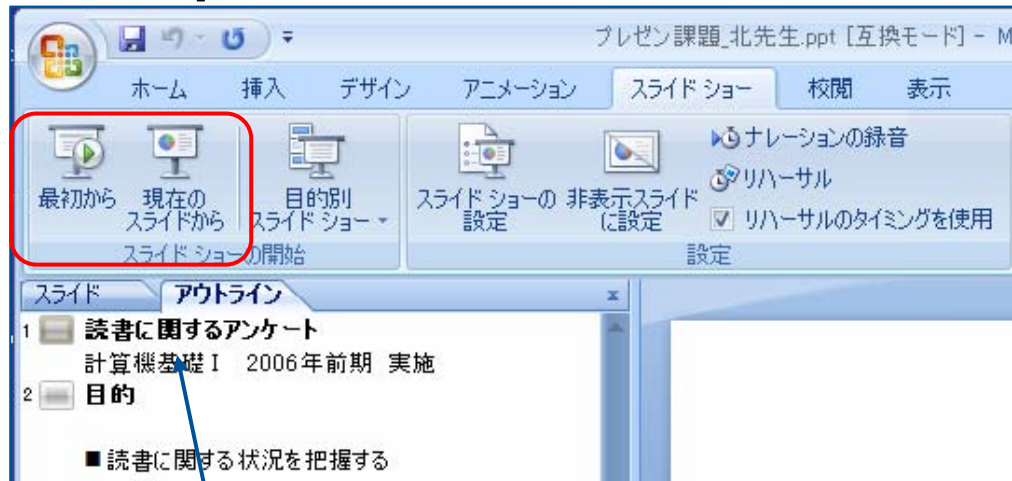 プレゼン課題_北先生.ppt [互換モード] - M
ホーム 挿入 デザイン アニメーション スライド ショー 校閲 表示
最初から
現在の
スライドから
目的別
スライド ショー
スライド ショーの
設定
非表示スライド
に設定
ナレーションの録音
リハーサル
リハーサルのタイミングを使用
スライド ショーの開始
設定
スライド アウトライン x
1 読書に関するアンケート
計算機基礎Ⅰ 2006年前期 実施
2 目的
■読書に関する状況を把握する